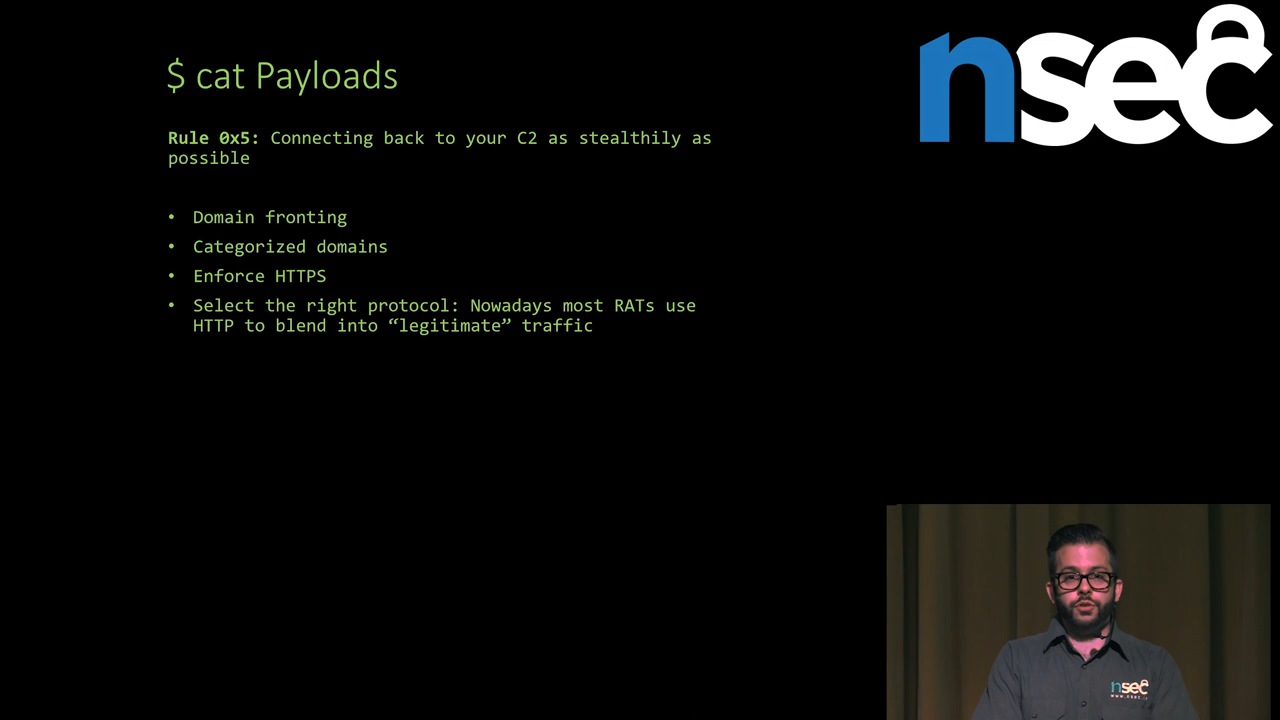 $ cat Payloads
nsec
Rule 0x5: Connecting back to your C2 as stealthily as
possible
• Domain fronting
• Categorized domains
• Enforce HTTPS
• Select the right protocol: Nowadays most RATs use
HTTP to blend into “legitimate” traffic
nsec